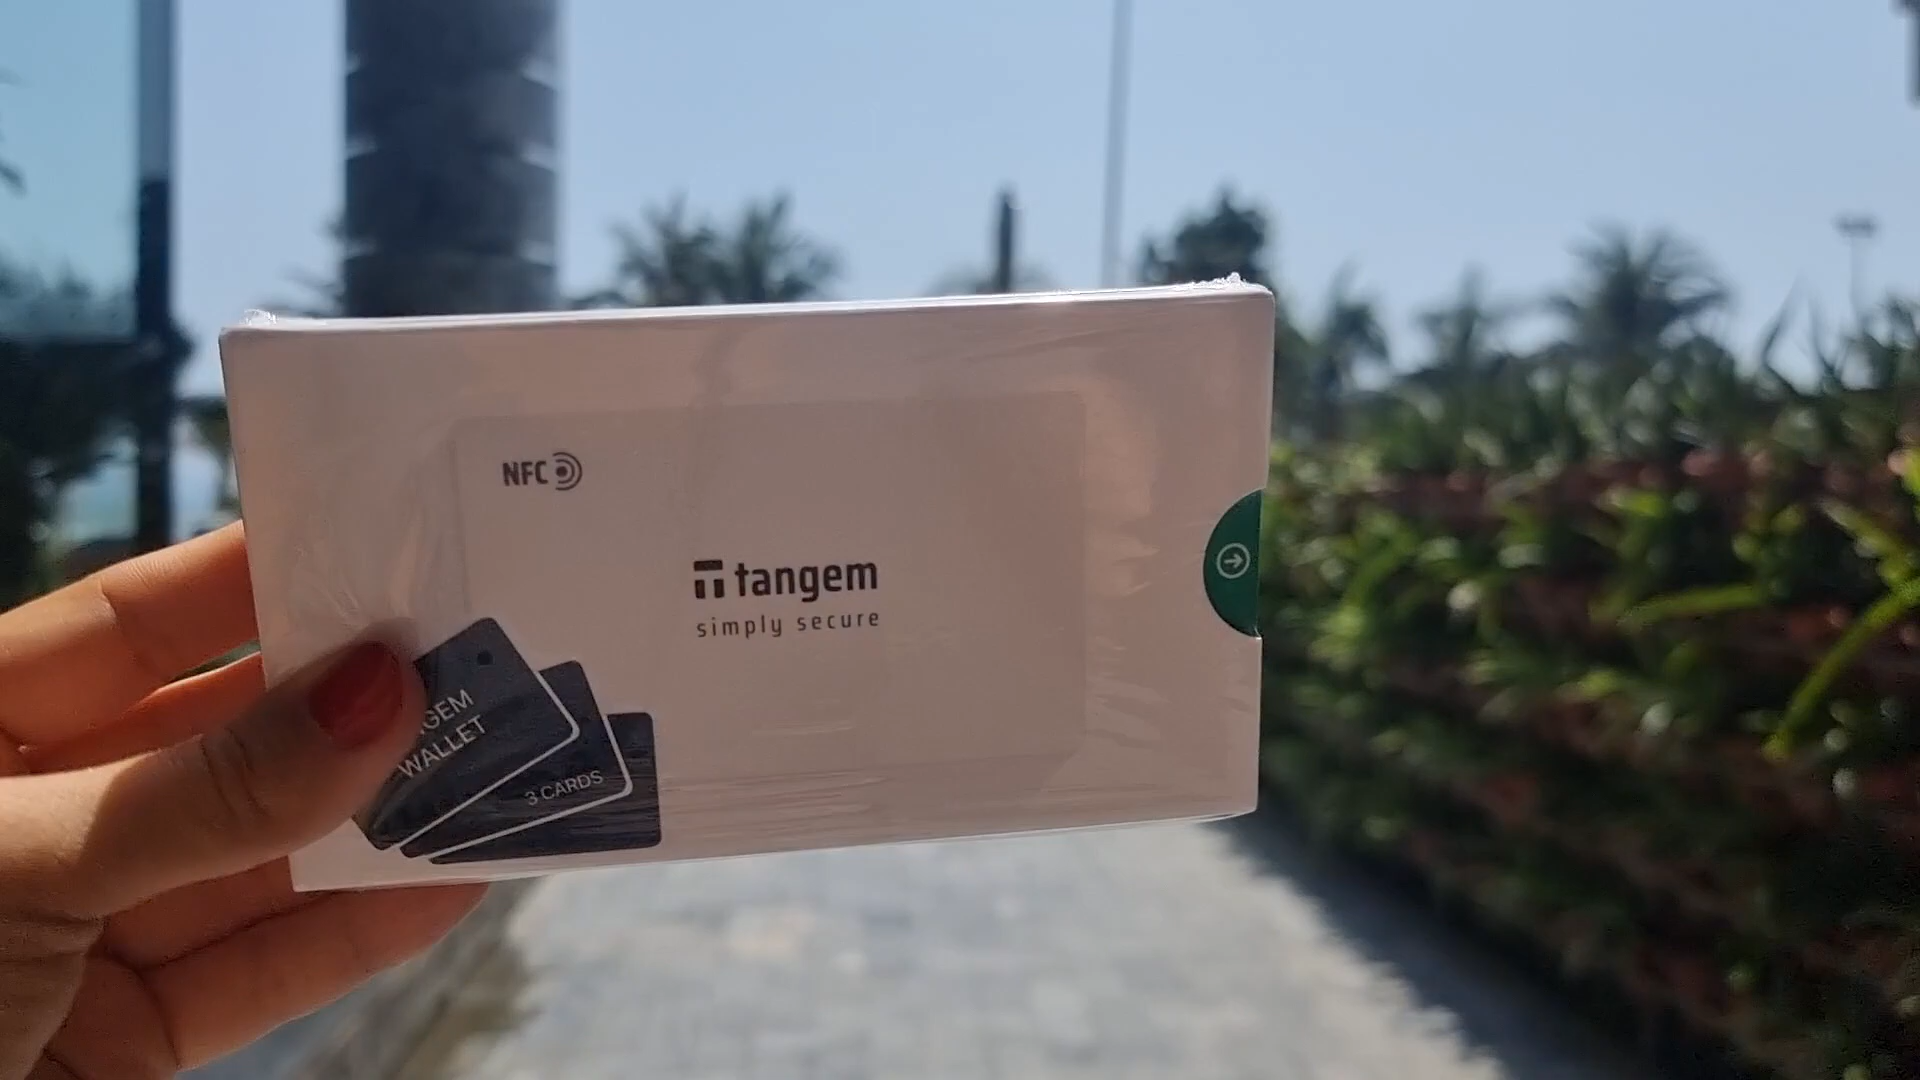 NFC
tangem
simply secure
WALLET
3 CARDS